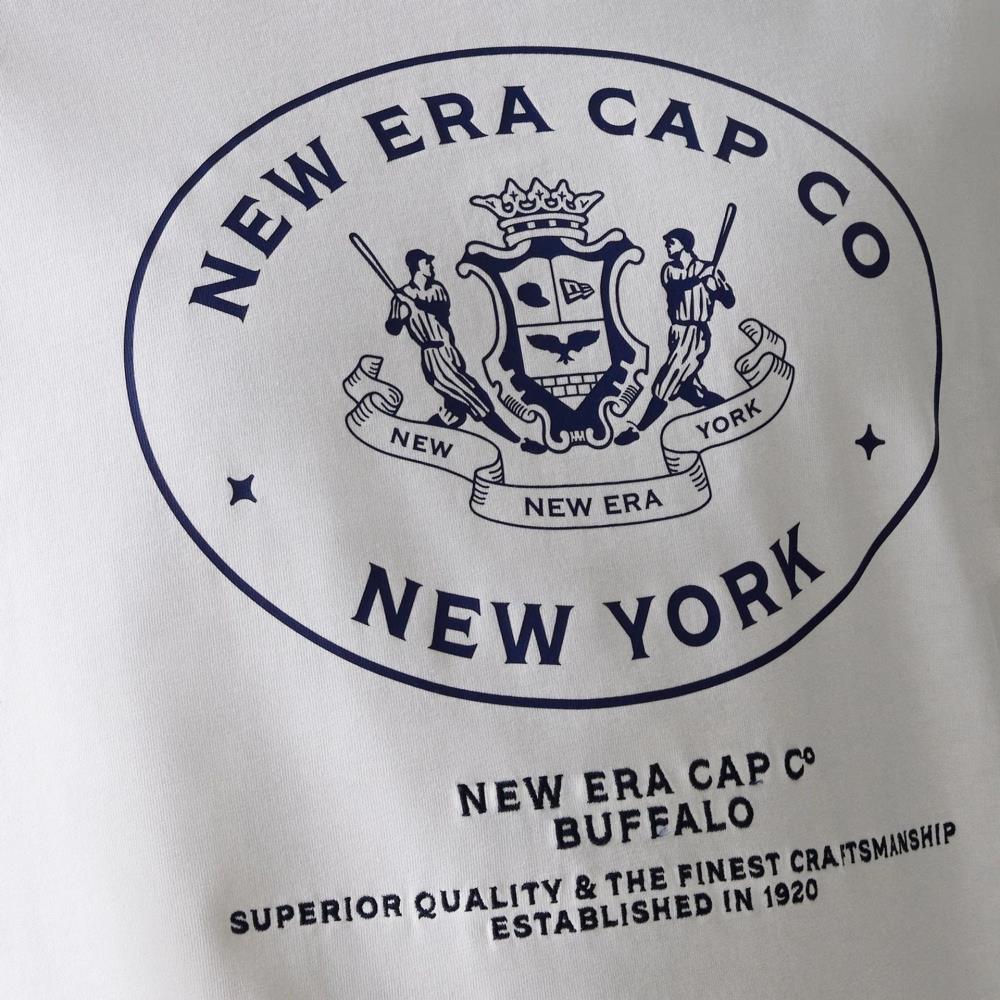 NEW ERA CAP CO
NEW
YORK
NEW ERA
NEW YORK
NEW ERA CAP Cº
BUFFALO
SUPERIOR QUALITY & THE FINEST CRAFTSMANSHIP
ESTABLISHED IN 1920